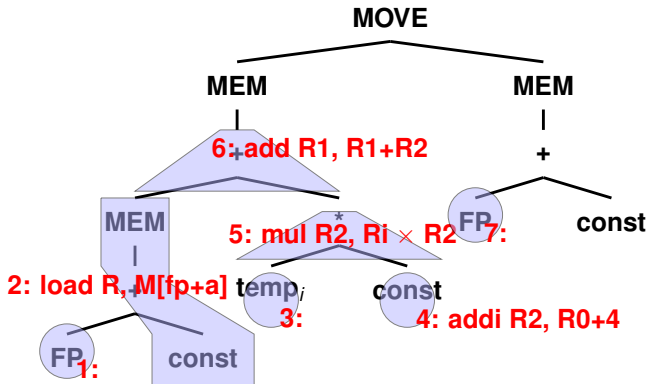 MOVE
MEM MEM
+ +
6: add R1, R1+R2
MEM * FP 7: const
5: mul R2, Ri × R2
+ temp i const
2: load R, M[fp+a]
3: 4: addi R2, R0+4
FP 1: const